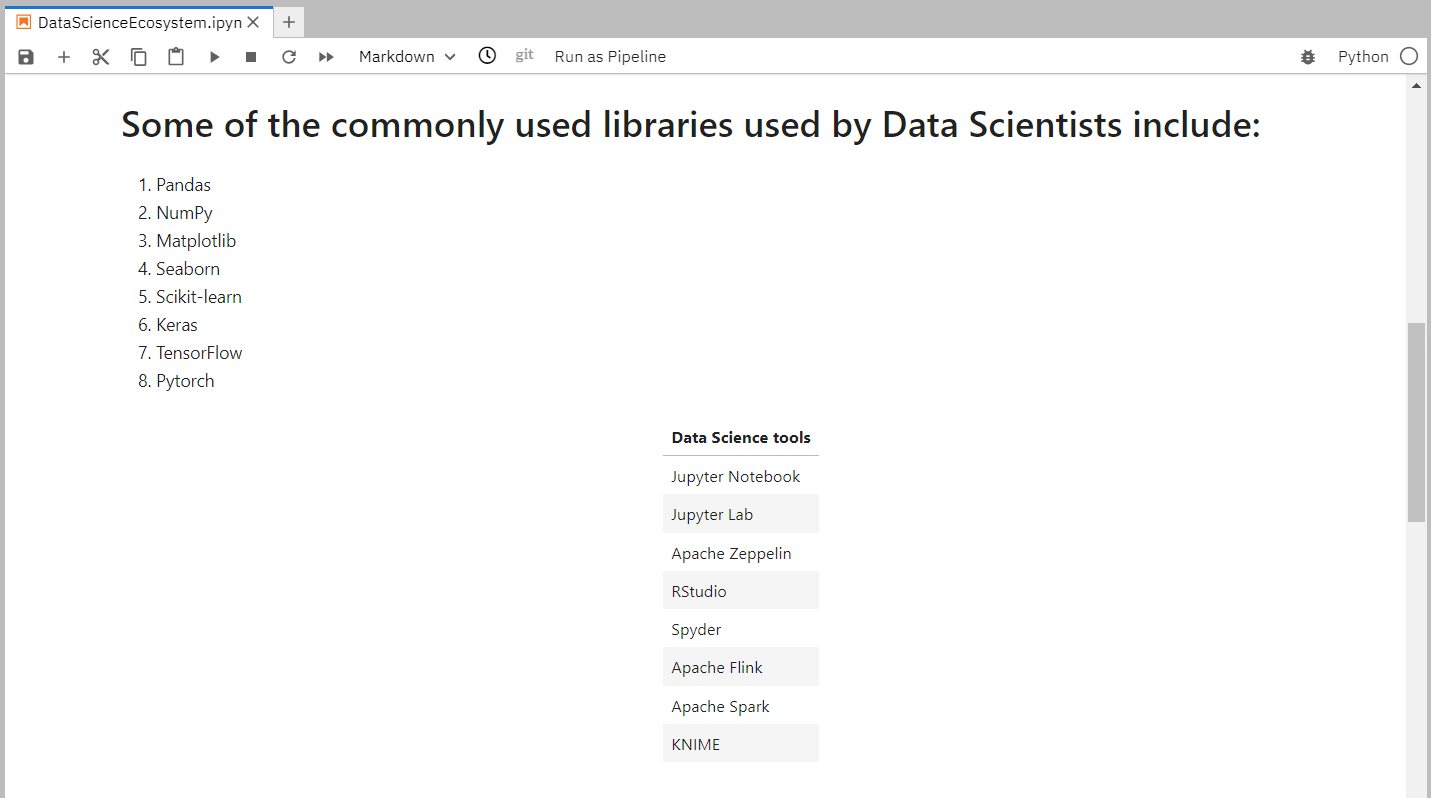 DataScienceEcosystem.ipyn
Markdown git Run as Pipeline Python
Some of the commonly used libraries used by Data Scientists include:
1. Pandas
2. NumPy
3. Matplotlib
4. Seaborn
5. Scikit-learn
6. Keras
7. TensorFlow
8. Pytorch
Data Science tools
Jupyter Notebook
Jupyter Lab
Apache Zeppelin
RStudio
Spyder
Apache Flink
Apache Spark
KNIME